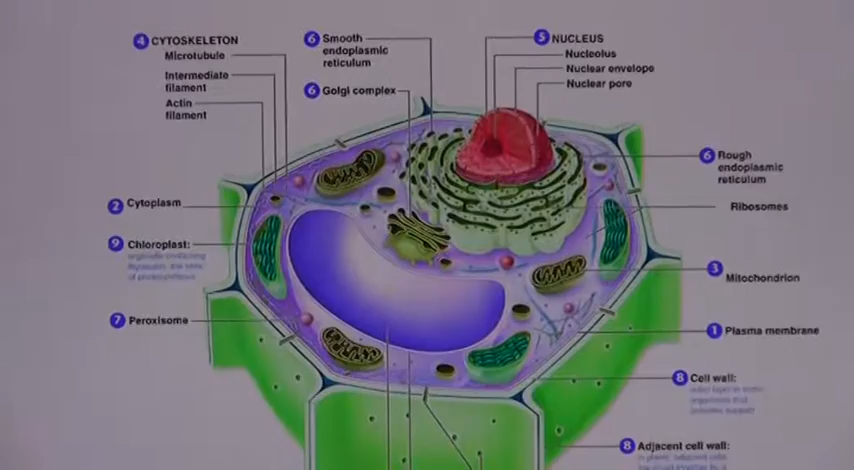 4 CYTOSKELETON
Microtubule
Intermediate
filament
Actin
filament
6 Smooth
endoplasmic
reticulum
6 Golgi complex
5 NUCLEUS
Nucleolus
Nuclear envelope
Nuclear pore
6 Rough
endoplasmic
reticulum
Ribosomes
2 Cytoplasm
9 Chloroplast:
3 Mitochondrion
7 Peroxisome
1 Plasma membrane
8 Cell wall:
8 Adjacent cell wall: